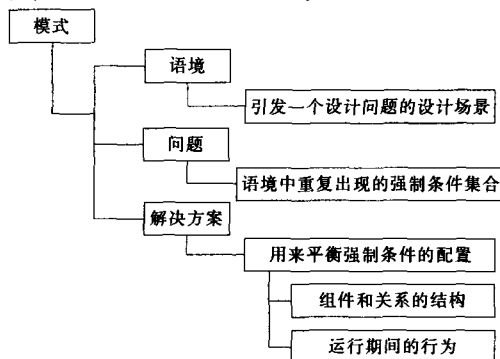 模式
语境
引发一个设计问题的设计场景
问题
语境中重复出现的强制条件集合
解决方案
用来平衡强制条件的配置
组件和关系的结构
运行期间的行为